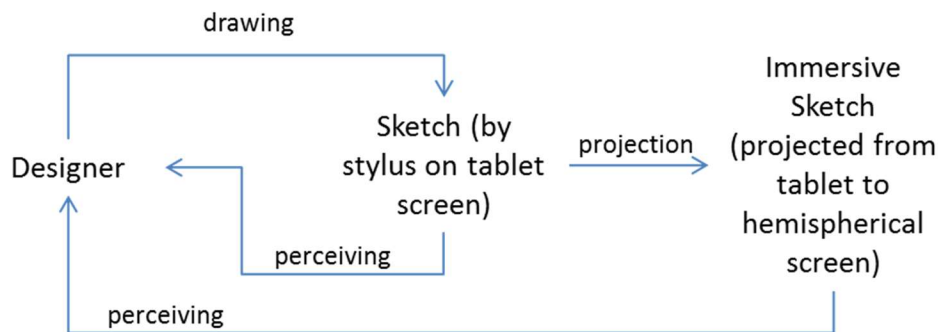 drawing
Designer
Sketch (by
stylus on tablet
screen)
projection
Immersive
Sketch
(projected from
tablet to
hemispherical
screen)
perceiving
perceiving